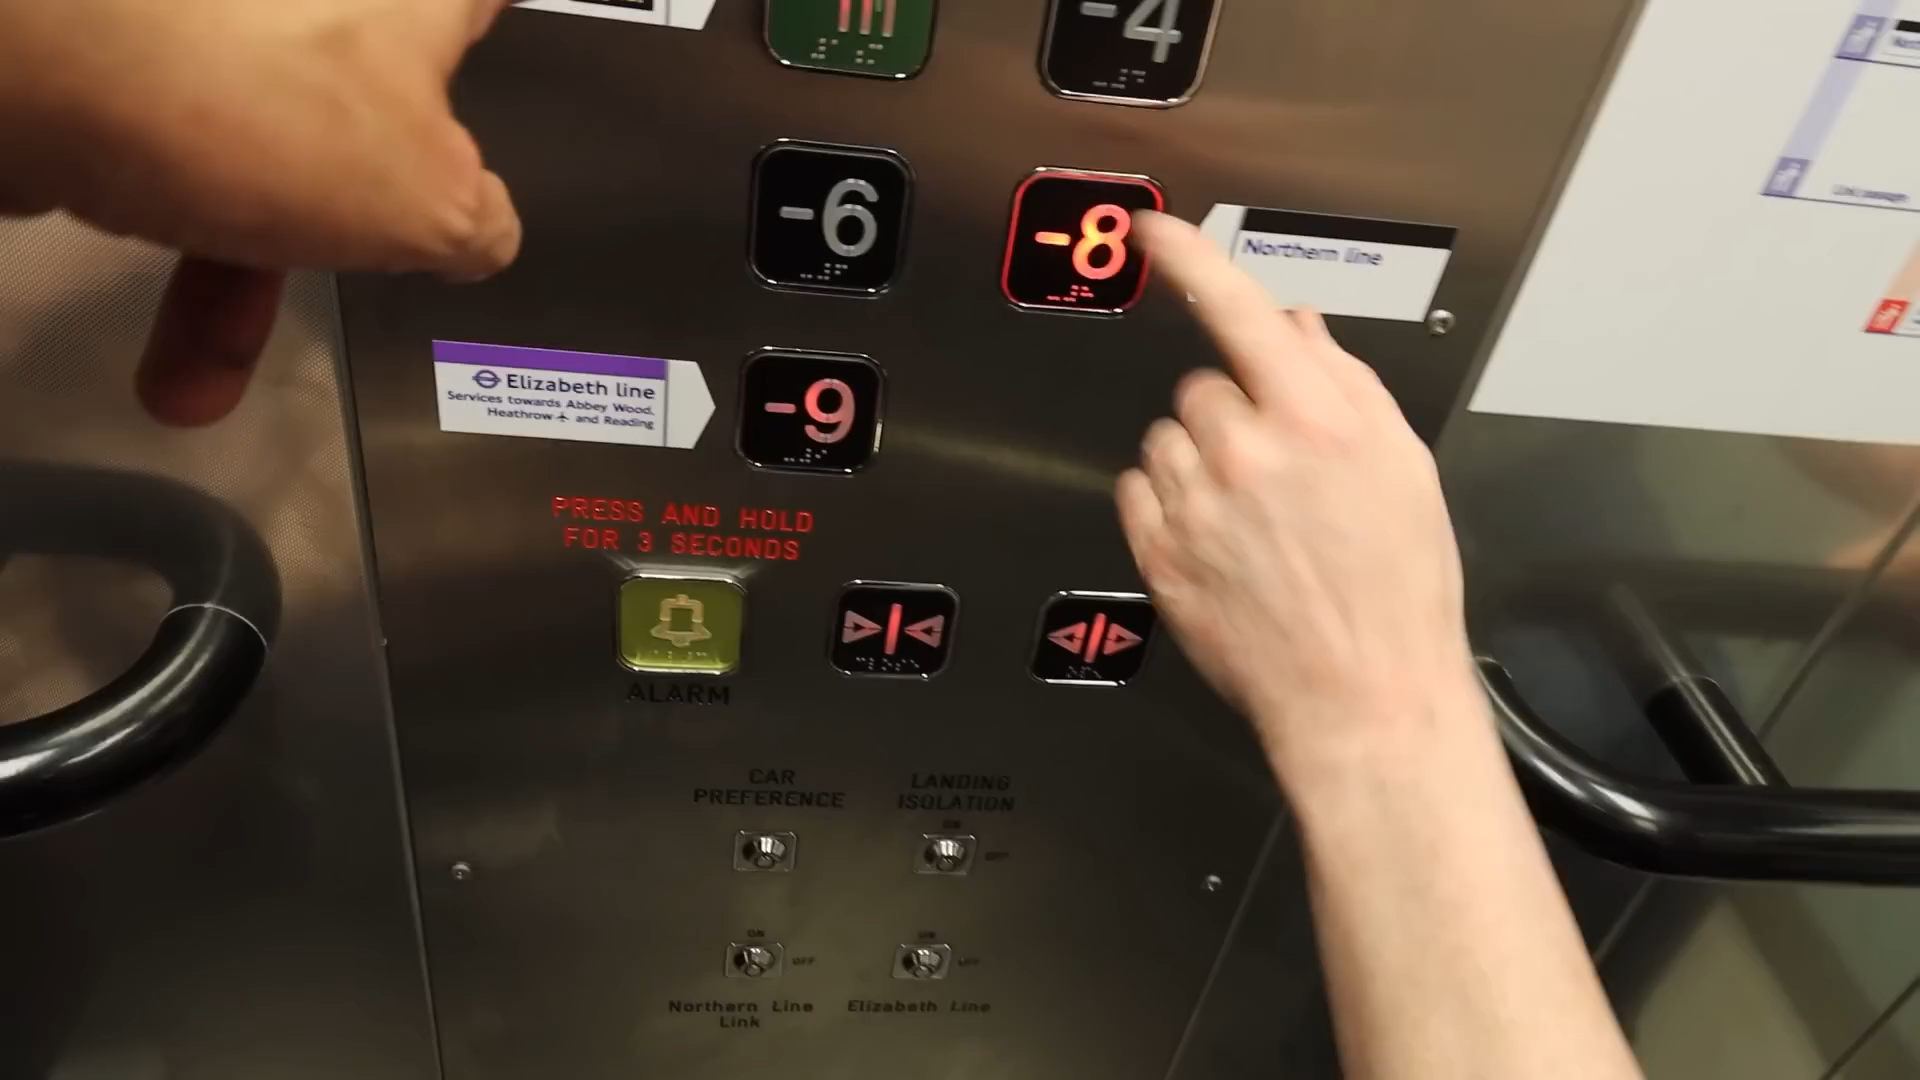 -4
-6
-8
Northern line
Elizabeth line
Services towards Abbey Wood,
Heathrow and Reading
-9
PRESS AND HOLD
FOR 3 SECONDS
ALARM
CAR
PREFERENCE
LANDING
ISOLATION
ON
OFF
ON
OFF
ON
OFF
Northern Line
Link
Elizabeth Line